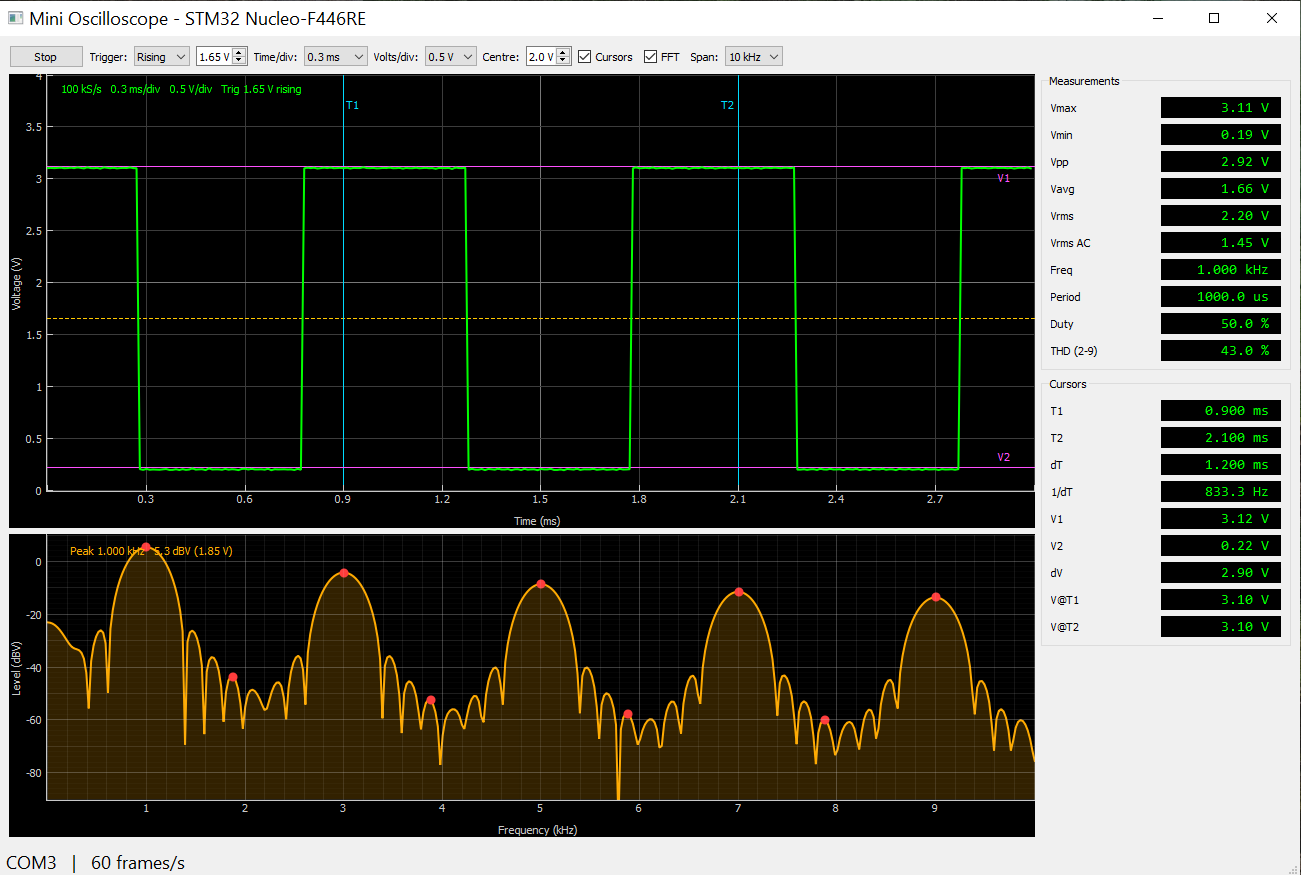 Mini Oscilloscope - STM32 Nucleo-F446RE
Stop Trigger: Rising 1.65 V Time/div: 0.3 ms Volts/div: 0.5 V Centre: 2.0 V Cursors FFT Span: 10 kHz
100 kS/s 0.3 ms/div 0.5 V/div Trig 1.65 V rising
T1 T2
V1
V2
Voltage (V)
4
3.5
3
2.5
2
1.5
1
0.5
0
0.3 0.6 0.9 1.2 1.5 1.8 2.1 2.4 2.7
Time (ms)
Peak 1.000 kHz 5.3 dBV (1.85 V)
Level (dBV)
0
-20
-40
-60
-80
1 2 3 4 5 6 7 8 9
Frequency (kHz)
Measurements
Vmax 3.11 V
Vmin 0.19 V
Vpp 2.92 V
Vavg 1.66 V
Vrms 2.20 V
Vrms AC 1.45 V
Freq 1.000 kHz
Period 1000.0 us
Duty 50.0 %
THD (2-9) 43.0 %
Cursors
T1 0.900 ms
T2 2.100 ms
dT 1.200 ms
1/dT 833.3 Hz
V1 3.12 V
V2 0.22 V
dV 2.90 V
V@T1 3.10 V
V@T2 3.10 V
COM3 | 60 frames/s